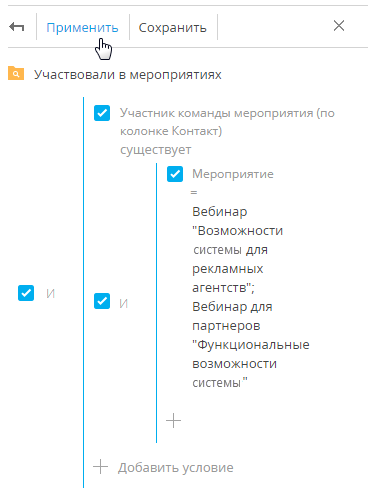 Применить Сохранить
Участвовали в мероприятиях
Участник команды мероприятия (по
колонке Контакт)
существует
Мероприятие
=
Вебинар
"Возможности
системы для
рекламных
агентств";
Вебинар для
партнеров
"Функциональные
возможности
системы"
И
И
Добавить условие